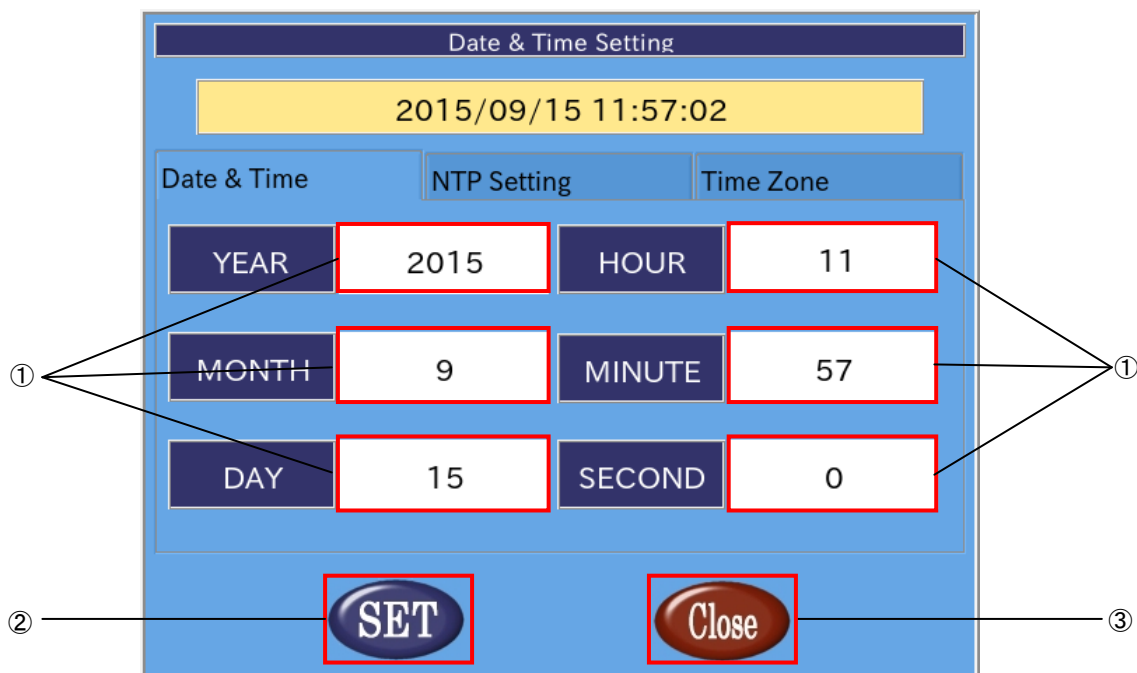 Date & Time Setting
2015/09/15 11:57:02
Date & Time NTP Setting Time Zone
YEAR 2015 HOUR 11
① MONTH 9 MINUTE 57 ①
DAY 15 SECOND 0
② SET Close ③